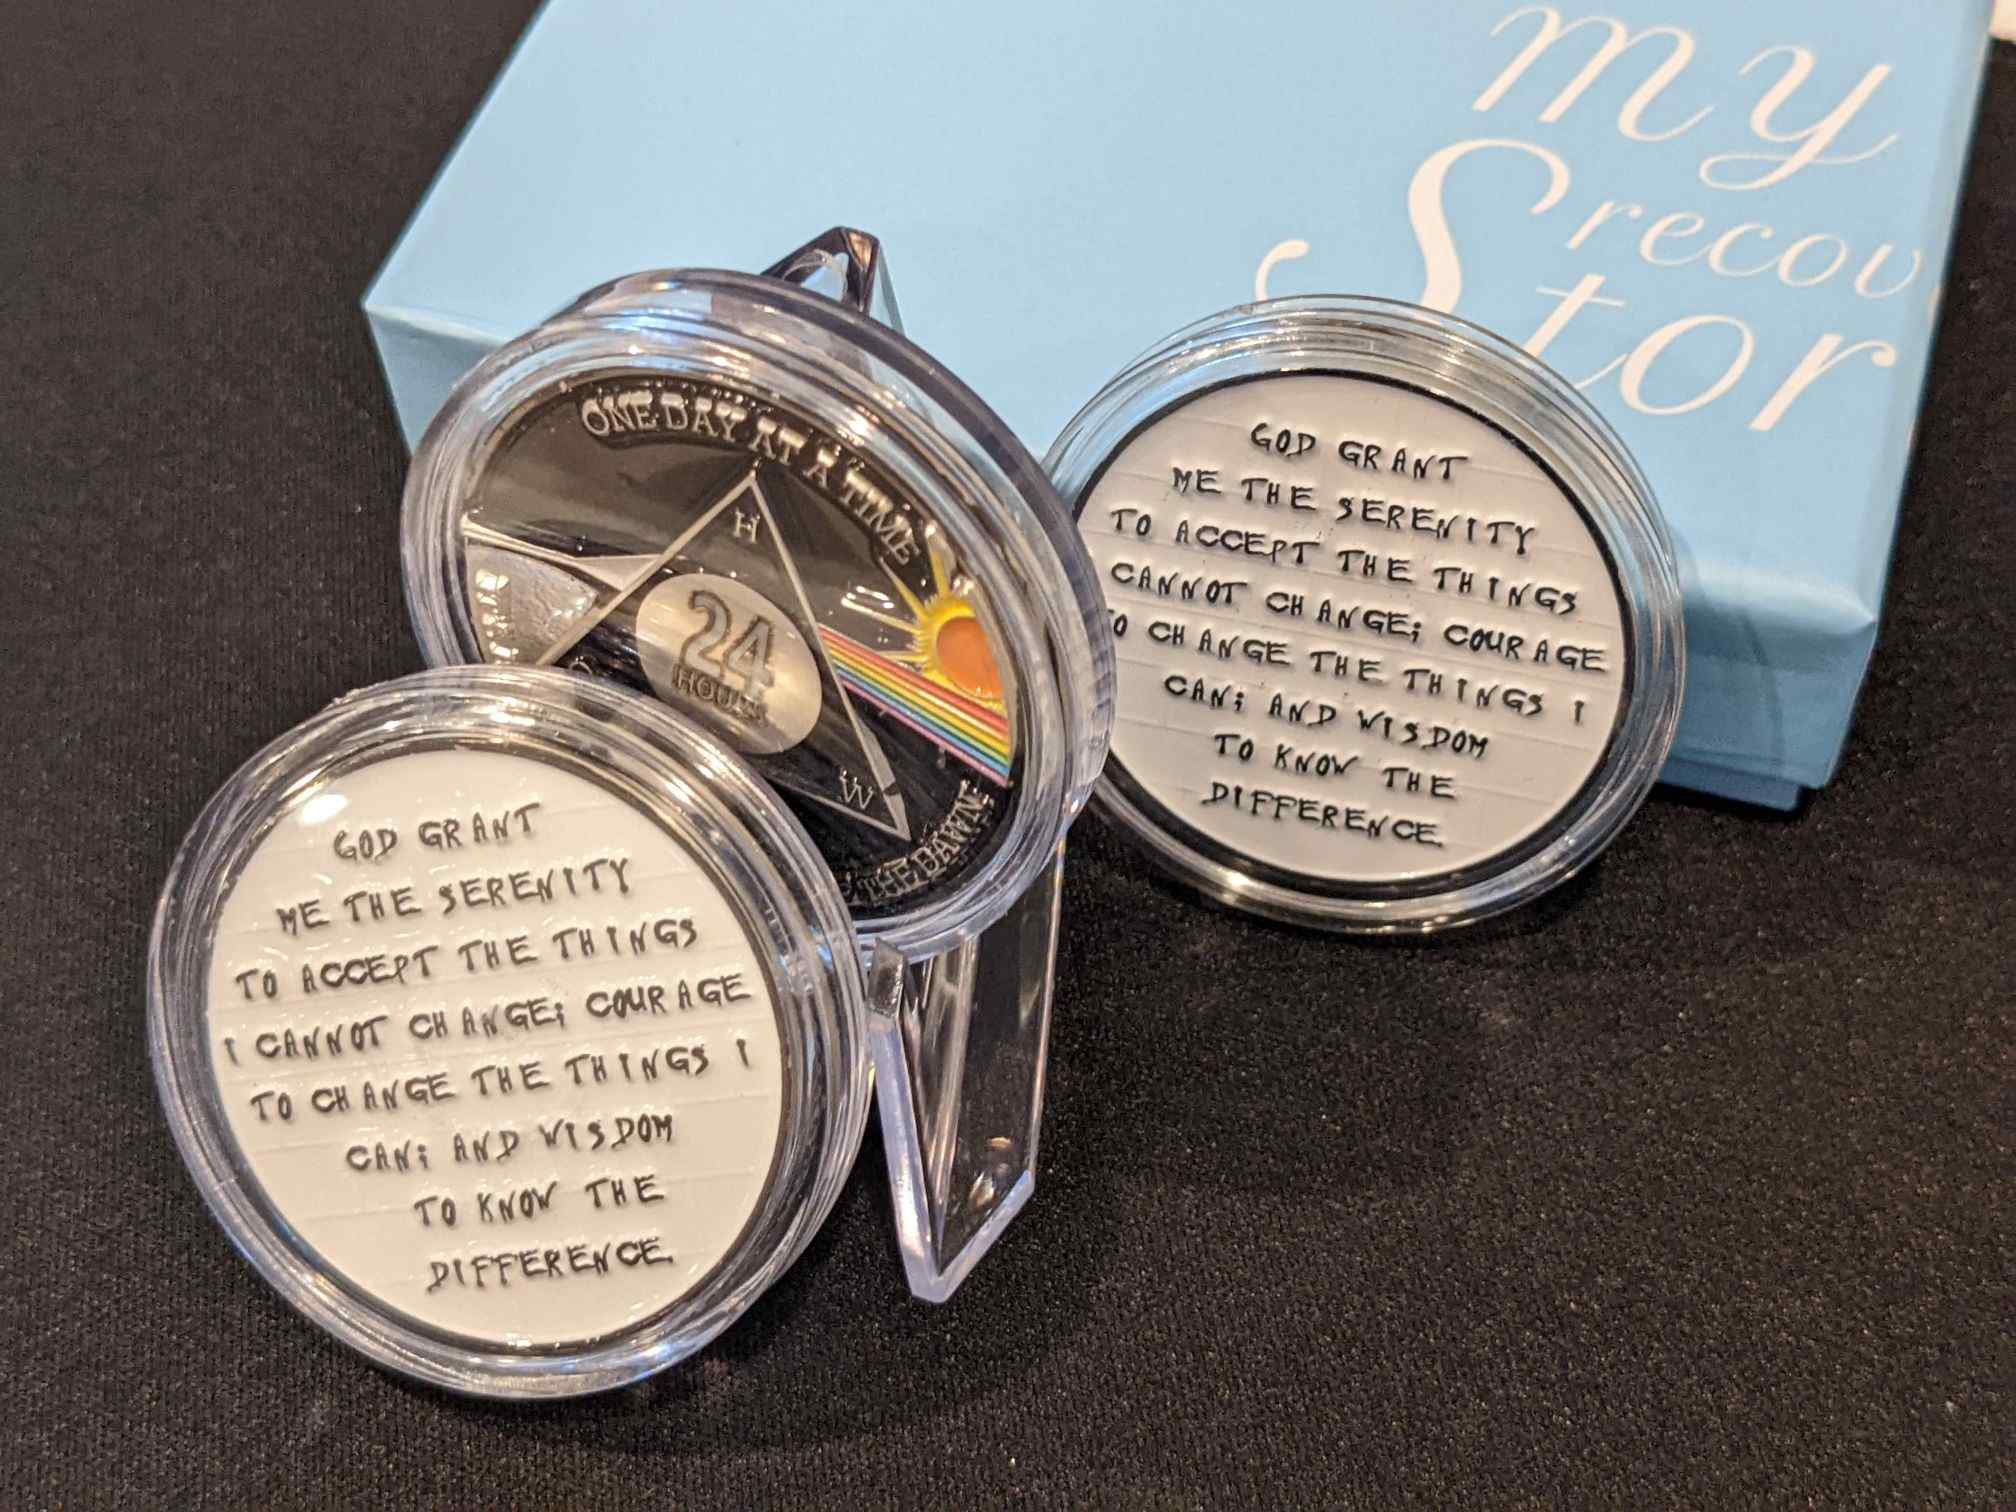 my
recov
Stor
ONE DAY AT A TIME
H
24
HOURS
W
THE DAWN
GOD GRANT
ME THE SERENITY
TO ACCEPT THE THINGS
CANNOT CHANGE; COURAGE
TO CHANGE THE THINGS I
CAN; AND WISDOM
TO KNOW THE
DIFFERENCE.
GOD GRANT
ME THE SERENITY
TO ACCEPT THE THINGS
I CANNOT CHANGE; COURAGE
TO CHANGE THE THINGS I
CAN; AND WISDOM
TO KNOW THE
DIFFERENCE.